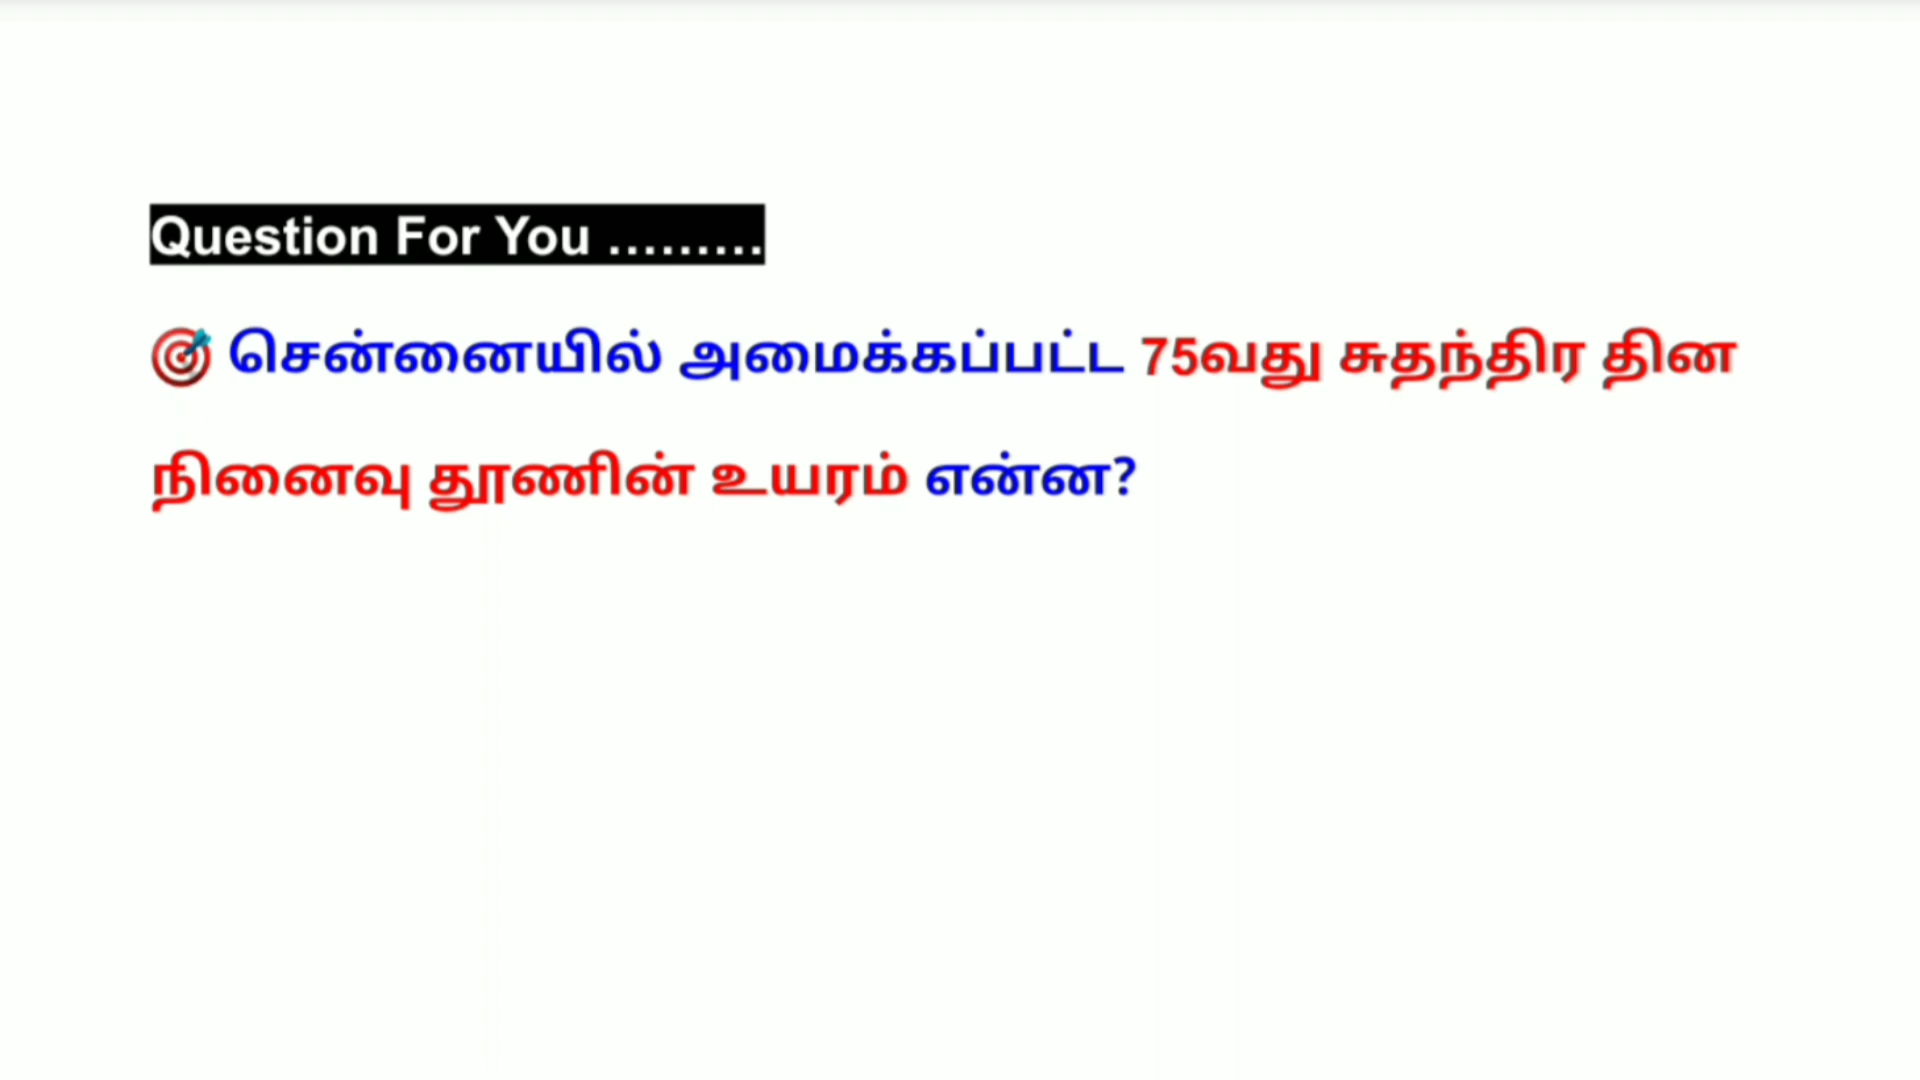 Question For You .........
🎯 சென்னையில் அமைக்கப்பட்ட 75வது சுதந்திர தின
நினைவு தூணின் உயரம் என்ன?